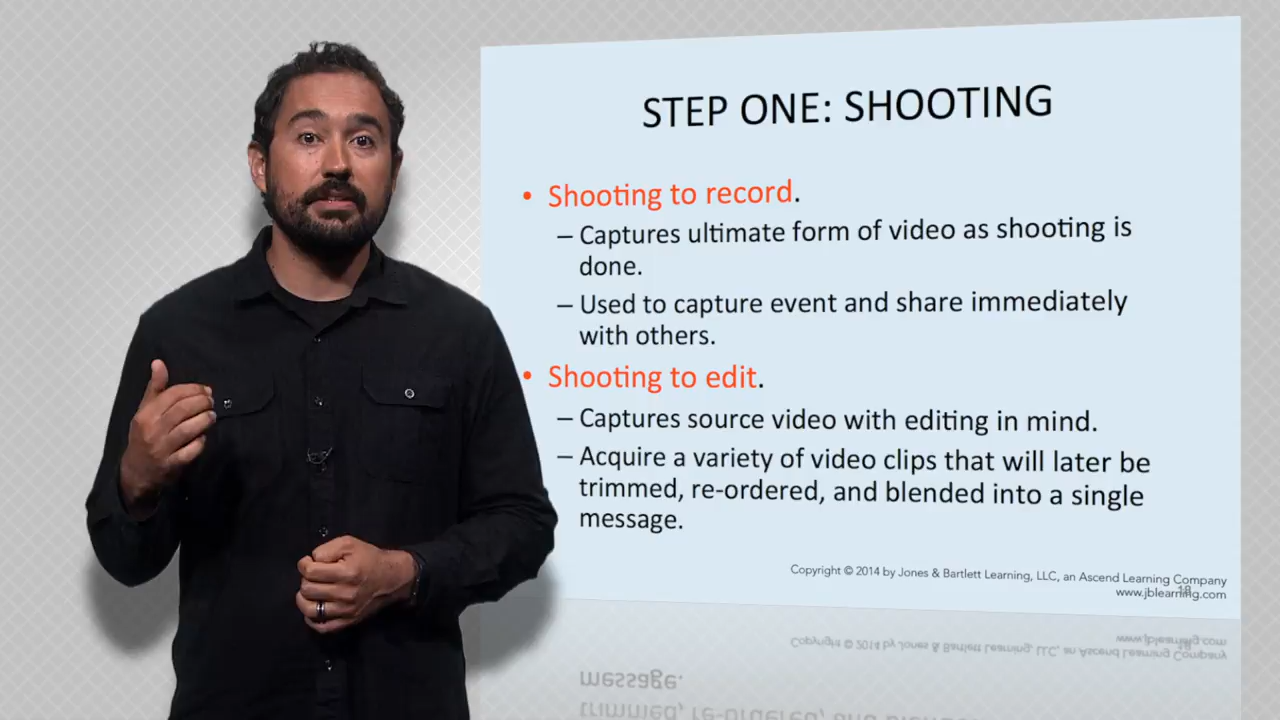 STEP ONE: SHOOTING
• Shooting to record.
– Captures ultimate form of video as shooting is
done.
– Used to capture event and share immediately
with others.
• Shooting to edit.
– Captures source video with editing in mind.
– Acquire a variety of video clips that will later be
trimmed, re-ordered, and blended into a single
message.
Copyright © 2014 by Jones & Bartlett Learning, LLC, an Ascend Learning Company
www.jblearning.com